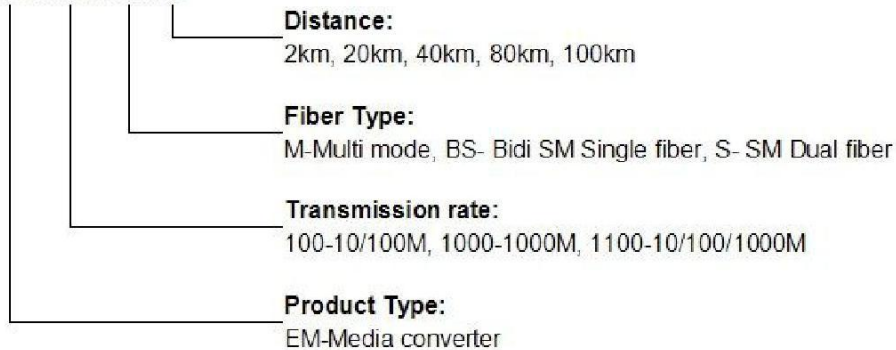 Distance:
2km, 20km, 40km, 80km, 100km
Fiber Type:
M-Multi mode, BS- Bidi SM Single fiber, S- SM Dual fiber
Transmission rate:
100-10/100M, 1000-1000M, 1100-10/100/1000M
Product Type:
EM-Media converter